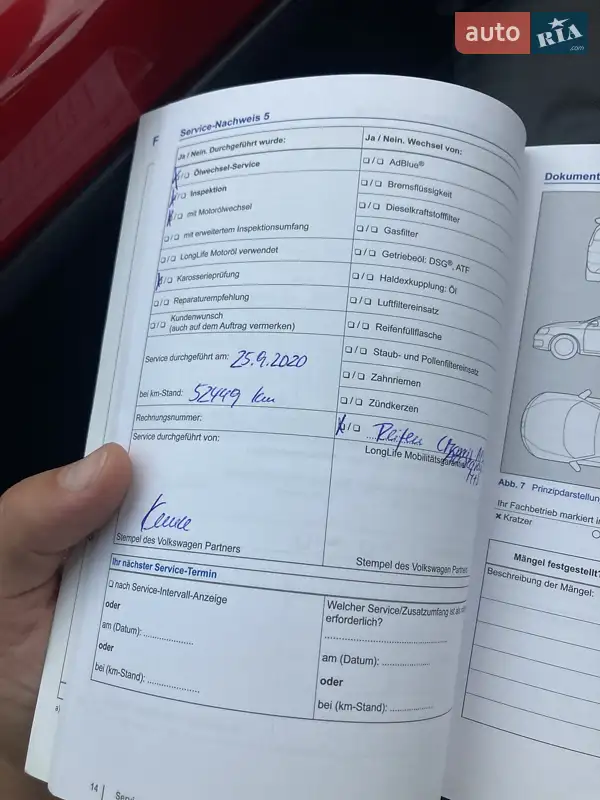 auto RIA .com
F
Service-Nachweis 5
Ja / Nein. Durchgeführt wurde:
❏/❏ Ölwechsel-Service
❏/❏ Inspektion
❏/❏ mit Motorölwechsel
❏/❏ mit erweitertem Inspektionsumfang
❏/❏ LongLife Motoröl verwendet
❏/❏ Karosserieprüfung
❏/❏ Reparaturempfehlung
❏/❏ Kundenwunsch
(auch auf dem Auftrag vermerken)
Service durchgeführt am: 25.9.2020
bei km-Stand: 52449 km
Rechnungsnummer:
Service durchgeführt von:
Stempel des Volkswagen Partners
Ja / Nein. Wechsel von:
❏/❏ AdBlue®
❏/❏ Bremsflüssigkeit
❏/❏ Dieselkraftstofffilter
❏/❏ Gasfilter
❏/❏ Getriebeöl: DSG®, ATF
❏/❏ Haldexkupplung: Öl
❏/❏ Luftfiltereinsatz
❏/❏ Reifenfüllflasche
❏/❏ Staub- und Pollenfiltereinsatz
❏/❏ Zahnriemen
❏/❏ Zündkerzen
❏/❏ Reifen
LongLife Mobilitätsgarantie
Stempel des Volkswagen Partners
Ihr nächster Service-Termin
❏ nach Service-Intervall-Anzeige
oder
am (Datum): ................
oder
bei (km-Stand): ................
Welcher Service/Zusatzumfang ist
erforderlich?
................
am (Datum): ................
oder
bei (km-Stand): ................
14
Dokument
Abb. 7 Prinzipdarstellun
Ihr Fachbetrieb markiert
× Kratzer
Mängel festgestellt?
Beschreibung der Mängel:
a)